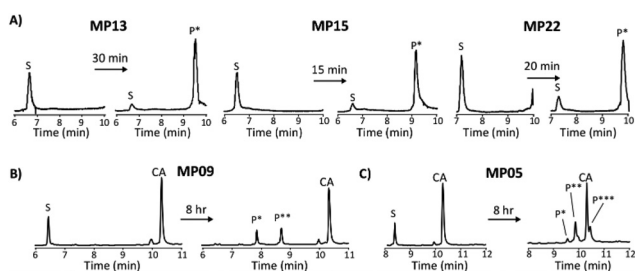 A) MP13 MP15 MP22
S 30 min P* S
S 15 min P* S
S 20 min P* S
6 7 8 9 10 6 7 8 9 10 6 7 8 9 10 6 7 8 9 10 7 8 9 10 7 8 9 10
Time (min) Time (min) Time (min) Time (min) Time (min) Time (min)
B) MP09
S CA 8 hr P* P** CA
6 7 8 9 10 11 6 7 8 9 10 11
Time (min) Time (min)
C) MP05
S CA 8 hr P* P** CA P***
8 9 10 11 12 8 9 10 11 12
Time (min) Time (min)